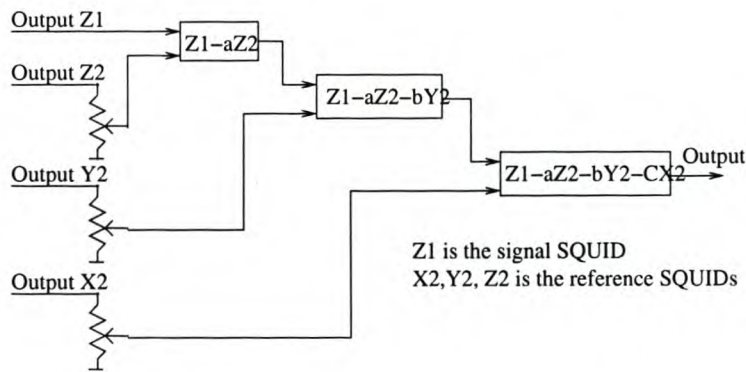 Output Z1
Z1-aZ2
Output Z2
Z1-aZ2-bY2
Output Y2
Z1-aZ2-bY2-CX2
Output
Z1 is the signal SQUID
X2,Y2, Z2 is the reference SQUIDs
Output X2